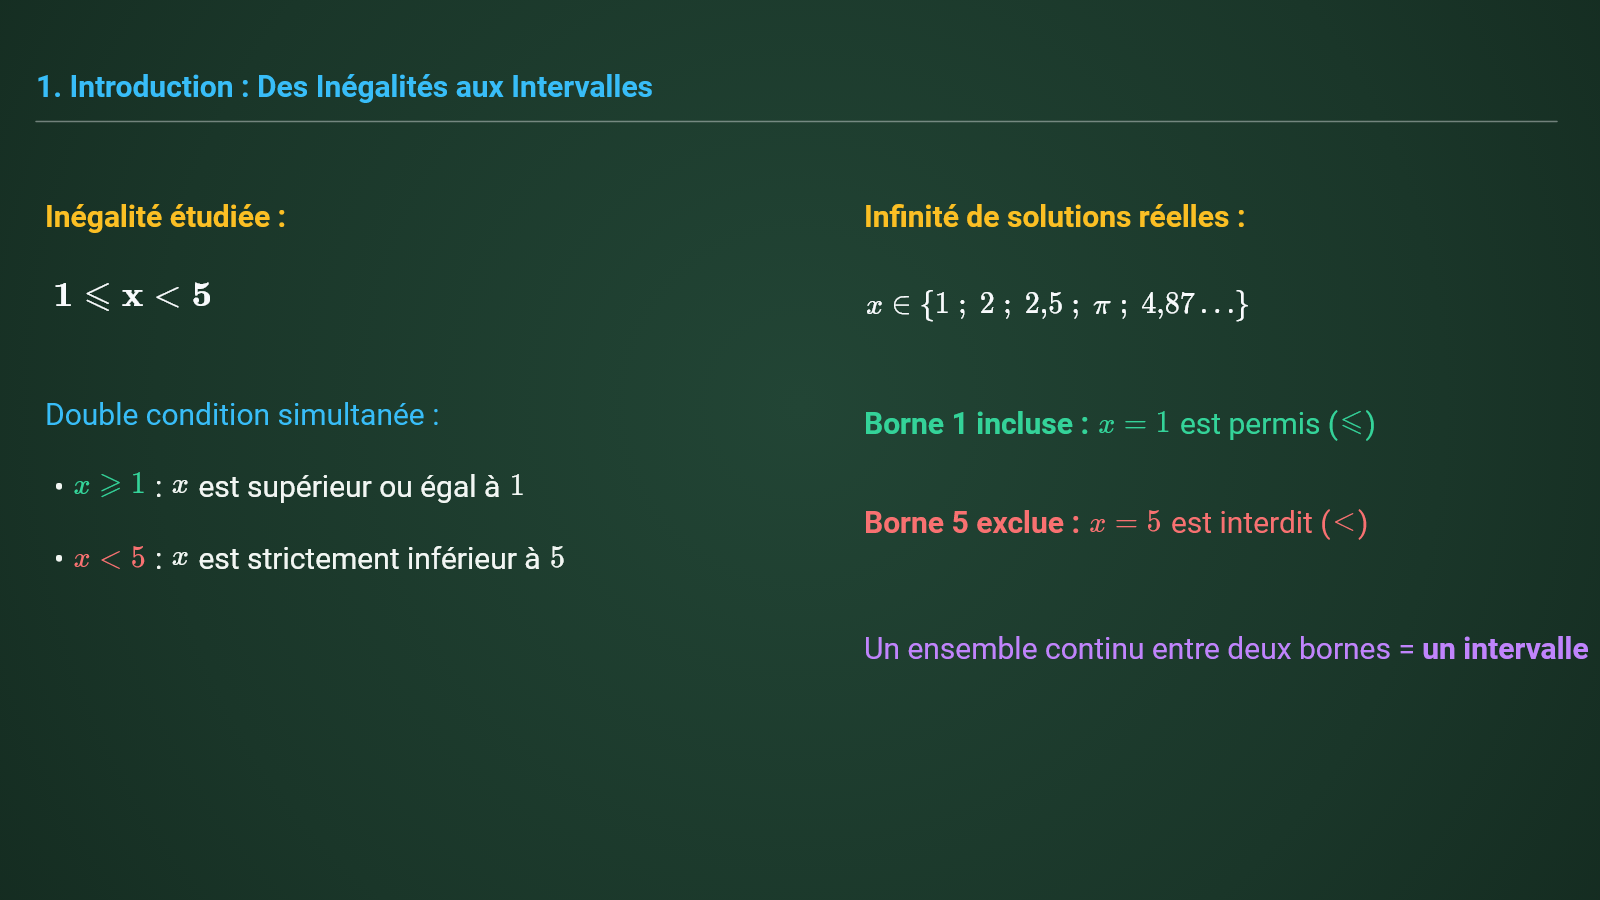 1. Introduction : Des Inégalités aux Intervalles
Inégalité étudiée :
1 ⩽ x < 5
Double condition simultanée :
• x ⩾ 1 : x est supérieur ou égal à 1
• x < 5 : x est strictement inférieur à 5
Infinité de solutions réelles :
x ∈ {1 ; 2 ; 2,5 ; π ; 4,87...}
Borne 1 incluse : x = 1 est permis (⩽)
Borne 5 exclue : x = 5 est interdit (<)
Un ensemble continu entre deux bornes = un intervalle